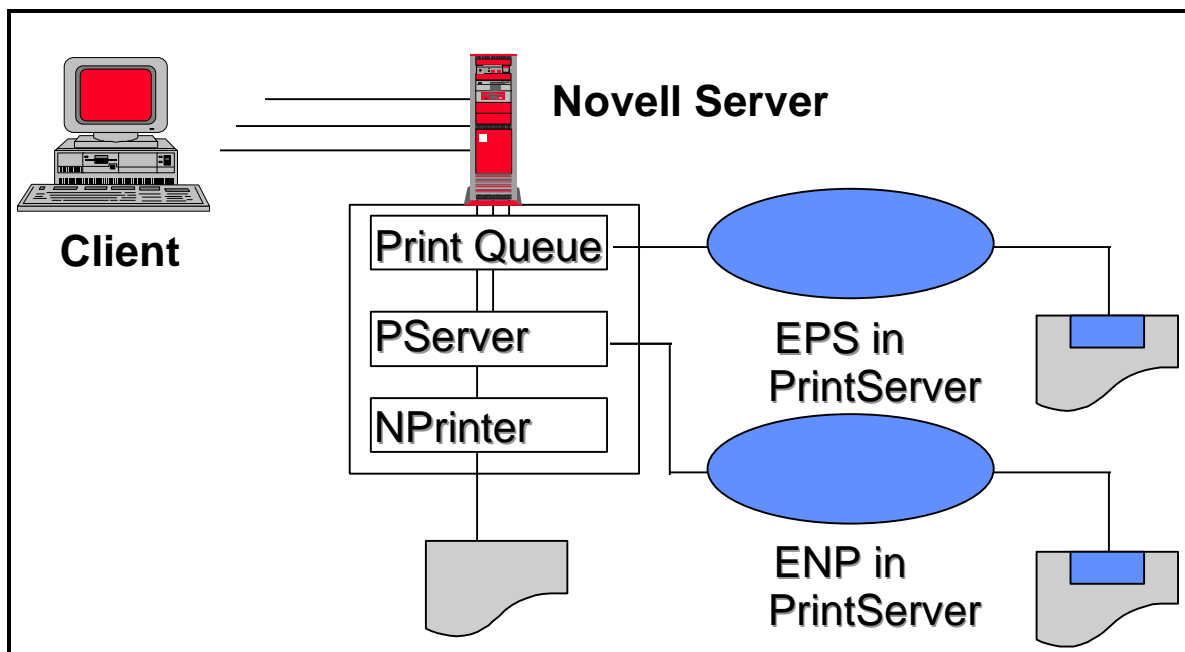 Novell Server
Client
Print Queue
PServer
NPrinter
EPS in
PrintServer
ENP in
PrintServer